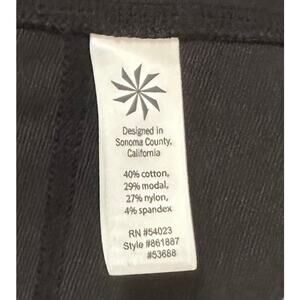 Designed in
Sonoma County,
California
40% cotton,
29% modal,
27% nylon,
4% spandex
RN #54023
Style #861887
#53688